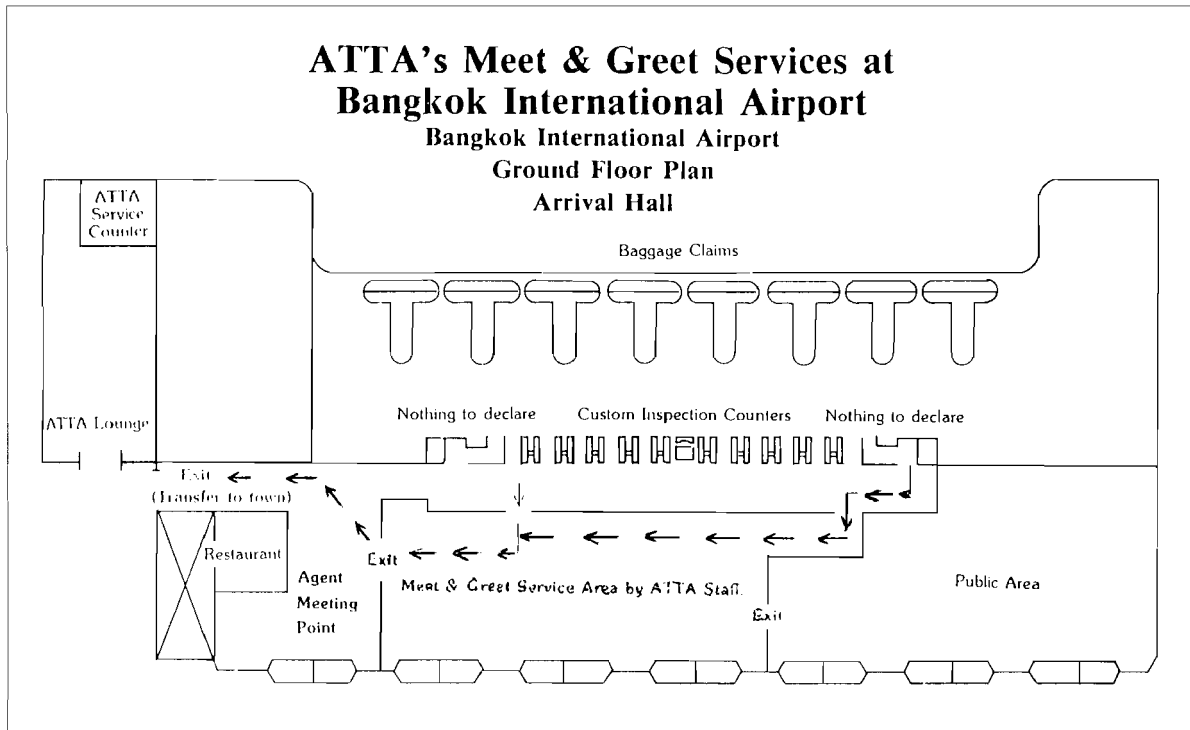 ATTA's Meet & Greet Services at
Bangkok International Airport
Bangkok International Airport
Ground Floor Plan
Arrival Hall
ATTA
Service
Counter
Baggage Claims
Nothing to declare
Custom Inspection Counters
Nothing to declare
ATTA Lounge
Exit
(Transfer to town)
Restaurant
Exit
Agent
Meeting
Point
Meet & Greet Service Area by ATTA Staff.
Public Area
Exit